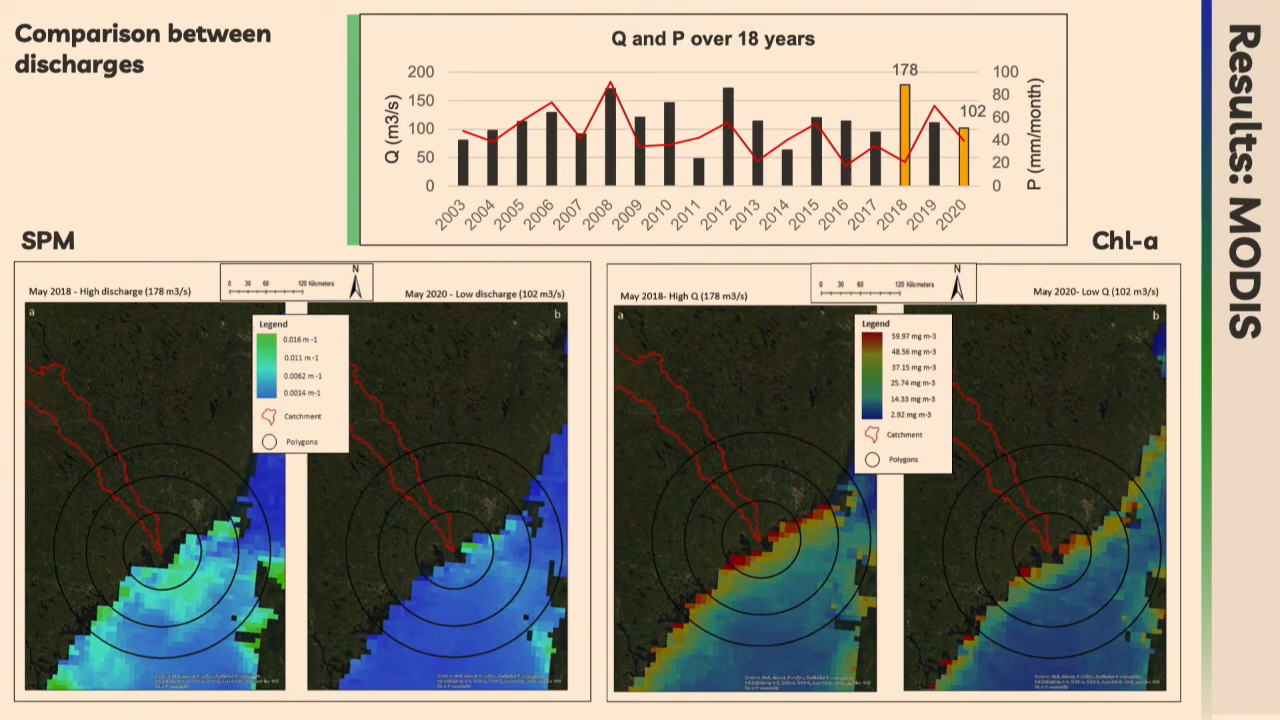 Comparison between
discharges
Q and P over 18 years
Q (m3/s)
200
150
100
50
0
178
102
100
80
60
40
20
0
P (mm/month)
2003
2004
2005
2006
2007
2008
2009
2010
2011
2012
2013
2014
2015
2016
2017
2018
2019
2020
Results: MODIS
SPM
Chl-a
May 2018 - High discharge (178 m3/s)
0 30 60 120 Kilometers
N
May 2020 - Low discharge (102 m3/s)
a
b
Legend
0.016 m -1
0.011 m -1
0.0062 m -1
0.0014 m-1
Catchment
Polygons
May 2018- High Q (178 m3/s)
0 30 60 120 Kilometers
N
May 2020- Low Q (102 m3/s)
a
b
Legend
59.97 mg m-3
48.56 mg m-3
37.15 mg m-3
25.74 mg m-3
14.33 mg m-3
2.92 mg m-3
Catchment
Polygons